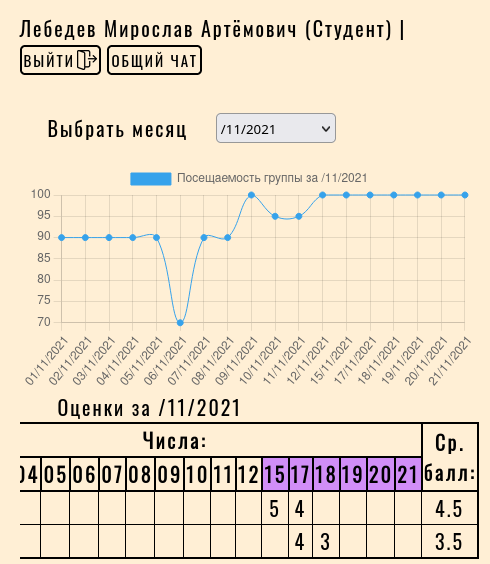 Лебедев Мирослав Артёмович (Студент) |
ВЫЙТИ ОБЩИЙ ЧАТ
Выбрать месяц /11/2021
Посещаемость группы за /11/2021
100
95
90
85
80
75
70
01/11/2021 02/11/2021 03/11/2021 04/11/2021 05/11/2021 06/11/2021 07/11/2021 08/11/2021 09/11/2021 10/11/2021 11/11/2021 12/11/2021 15/11/2021 17/11/2021 18/11/2021 19/11/2021 20/11/2021 21/11/2021
Оценки за /11/2021
Числа: Ср. балл:
04 05 06 07 08 09 10 11 12 15 17 18 19 20 21
5 4 4.5
4 3 3.5